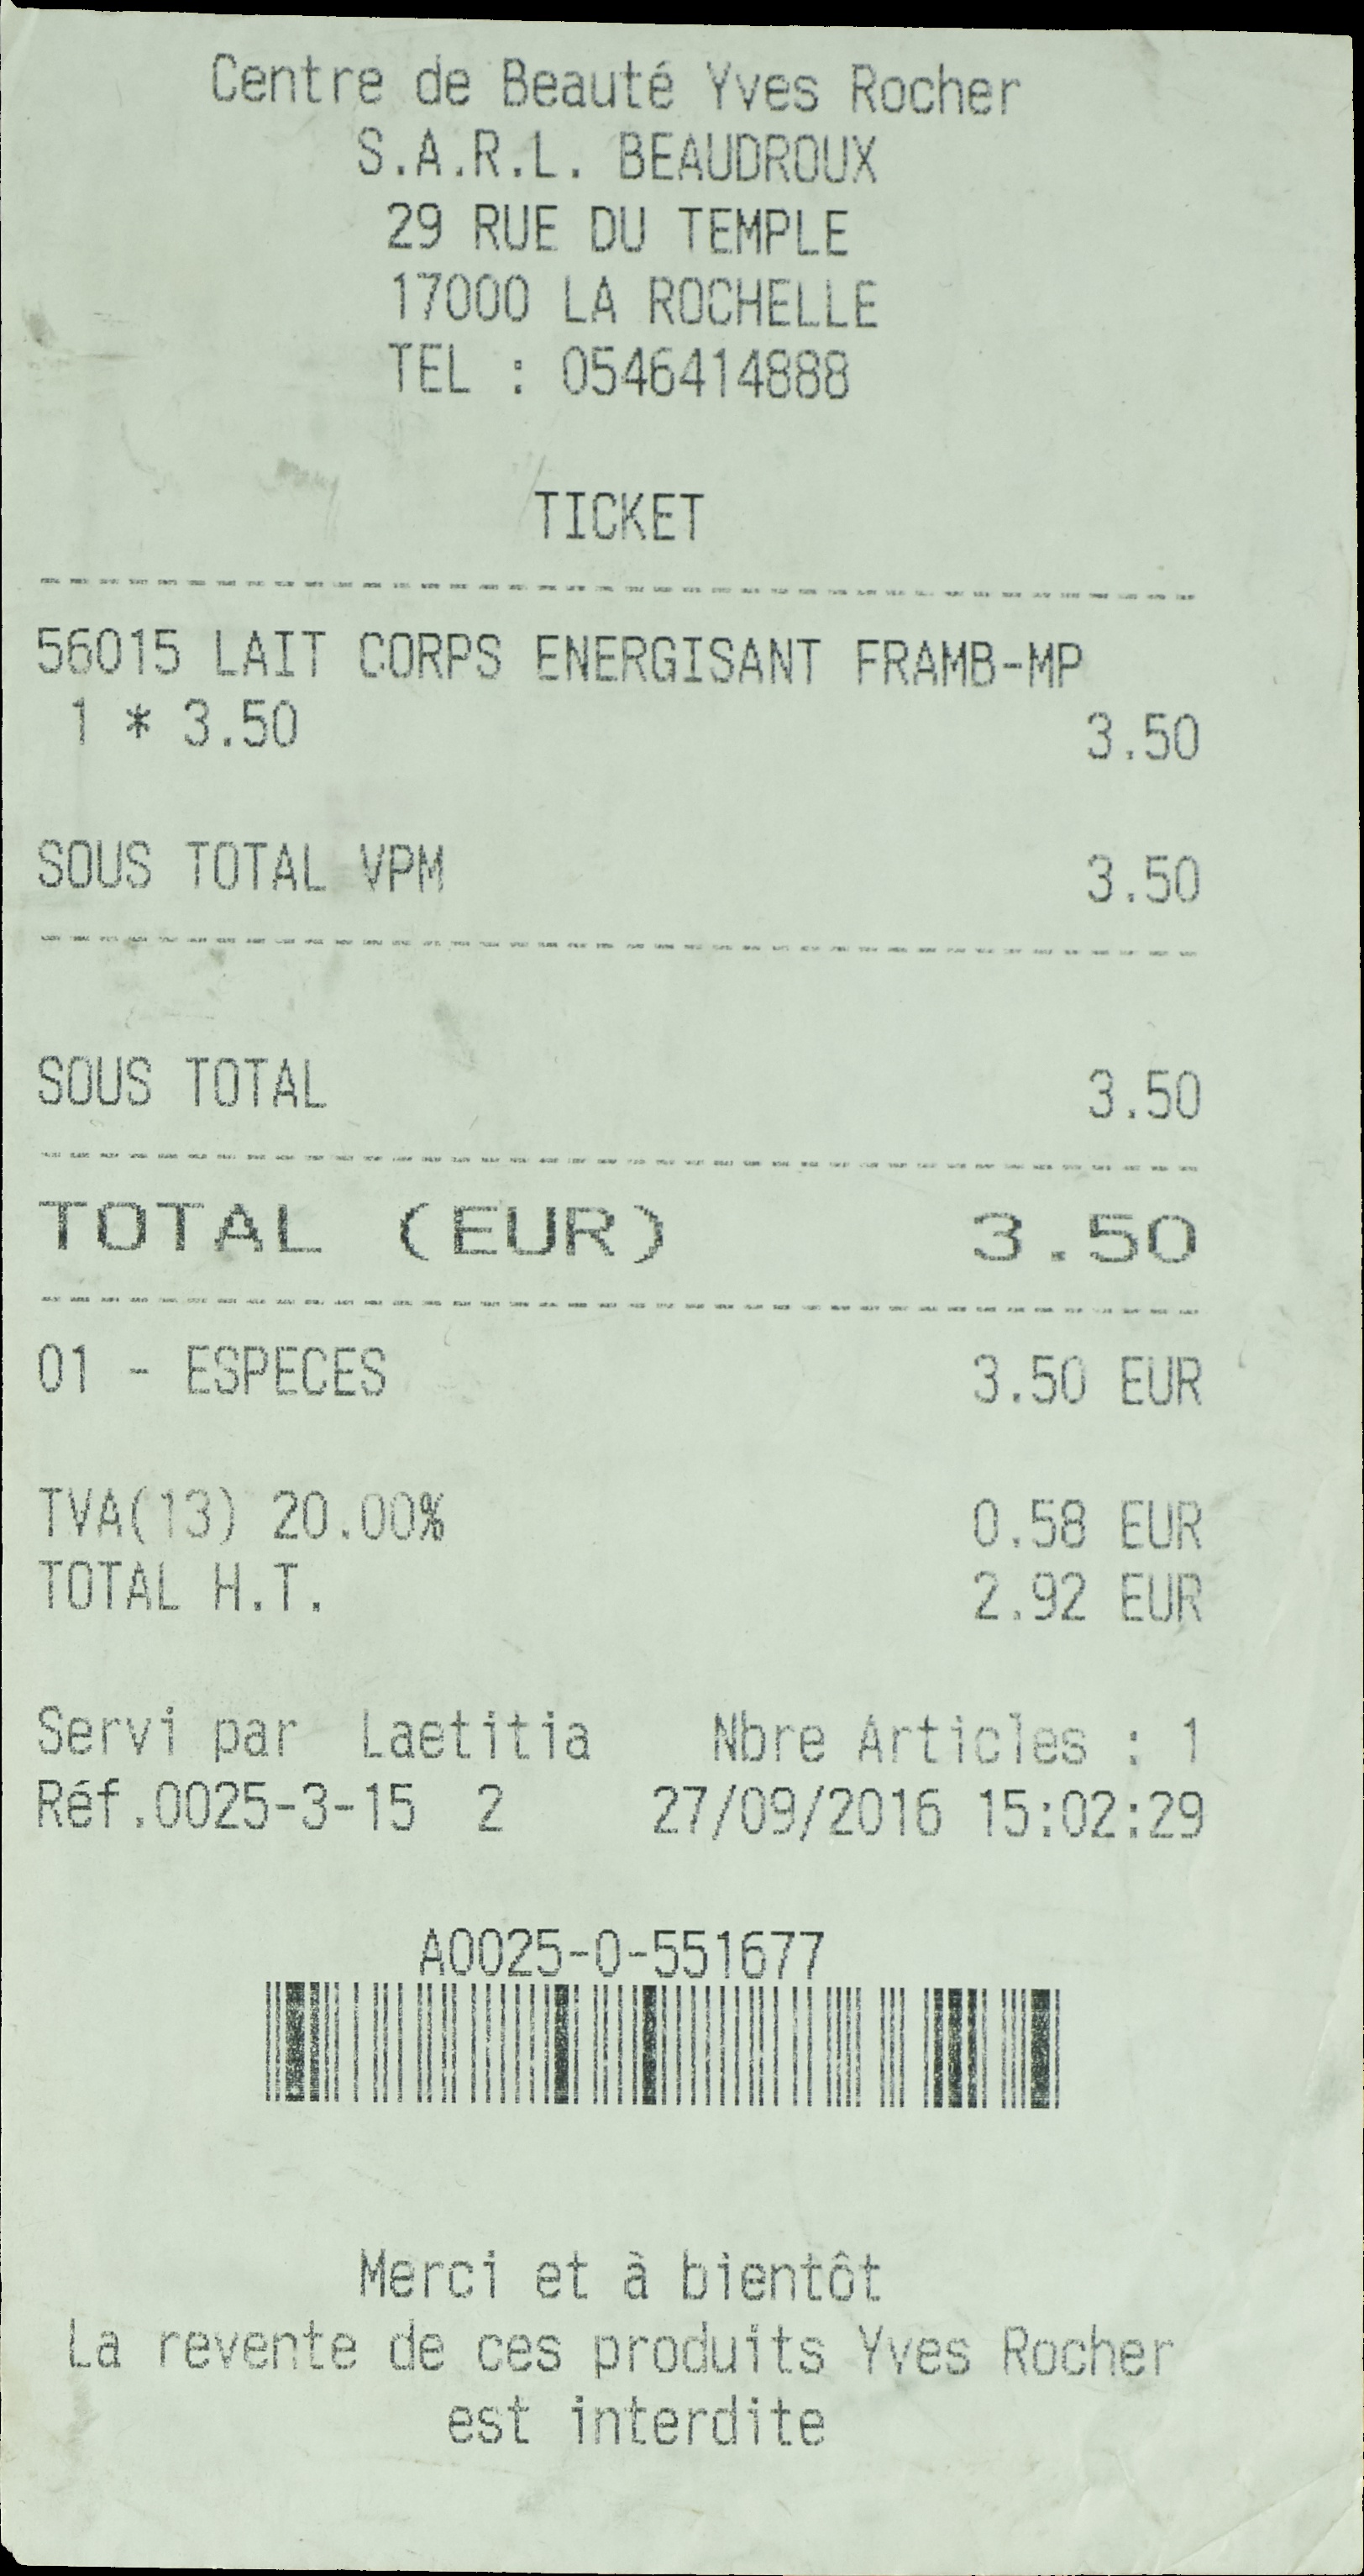 Centre de Beauté Yves Rocher
S.A.R.L. BEAUDROUX
29 RUE DU TEMPLE
17000 LA ROCHELLE
TEL : 0546414888
TICKET
56015 LAIT CORPS ENERGISANT FRAMB-MP
1 * 3.50 3.50
SOUS TOTAL VPM 3.50
SOUS TOTAL 3.50
TOTAL (EUR) 3.50
01 - ESPECES 3.50 EUR
TVA(13) 20.00% 0.58 EUR
TOTAL H.T. 2.92 EUR
Servi par Laetitia Nbre Articles : 1
Réf.0025-3-15 2 27/09/2016 15:02:29
A0025-0-551677
Merci et à bientôt
La revente de ces produits Yves Rocher
est interdite